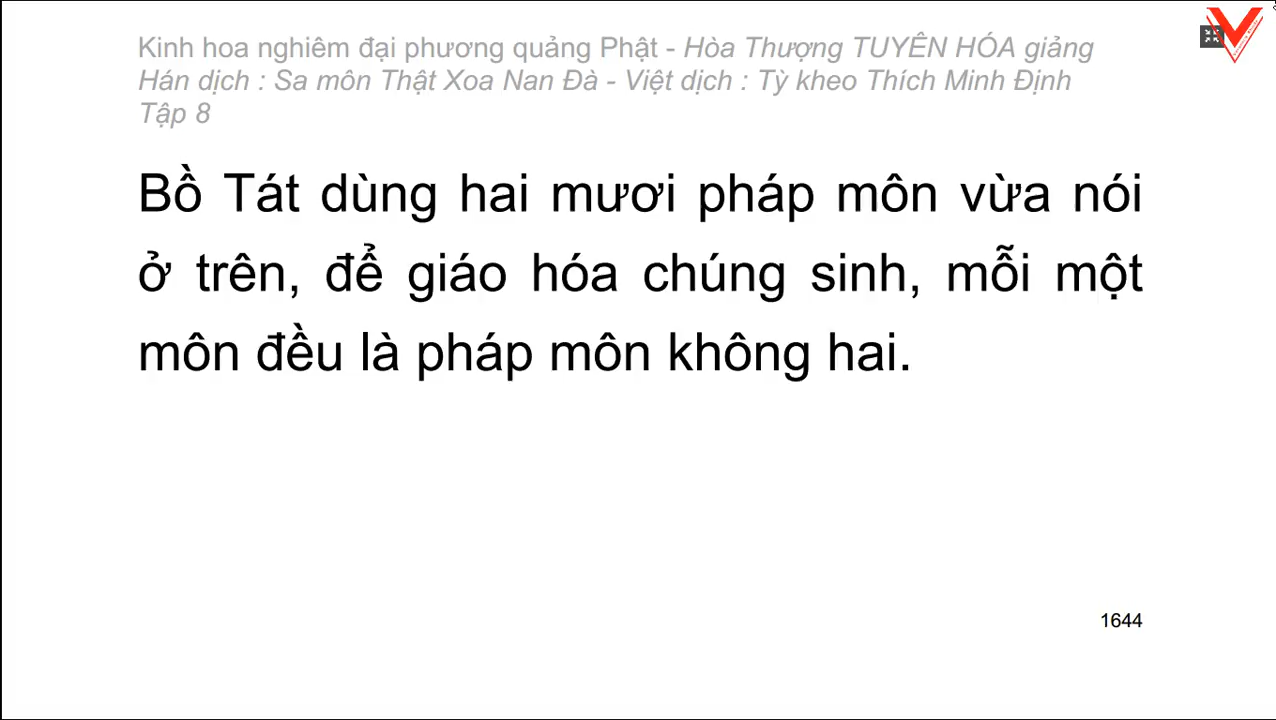 Kinh hoa nghiêm đại phương quảng Phật - Hòa Thượng TUYÊN HÓA giảng
Hán dịch : Sa môn Thật Xoa Nan Đà - Việt dịch : Tỳ kheo Thích Minh Định
Tập 8
Bồ Tát dùng hai mươi pháp môn vừa nói
ở trên, để giáo hóa chúng sinh, mỗi một
môn đều là pháp môn không hai.
1644